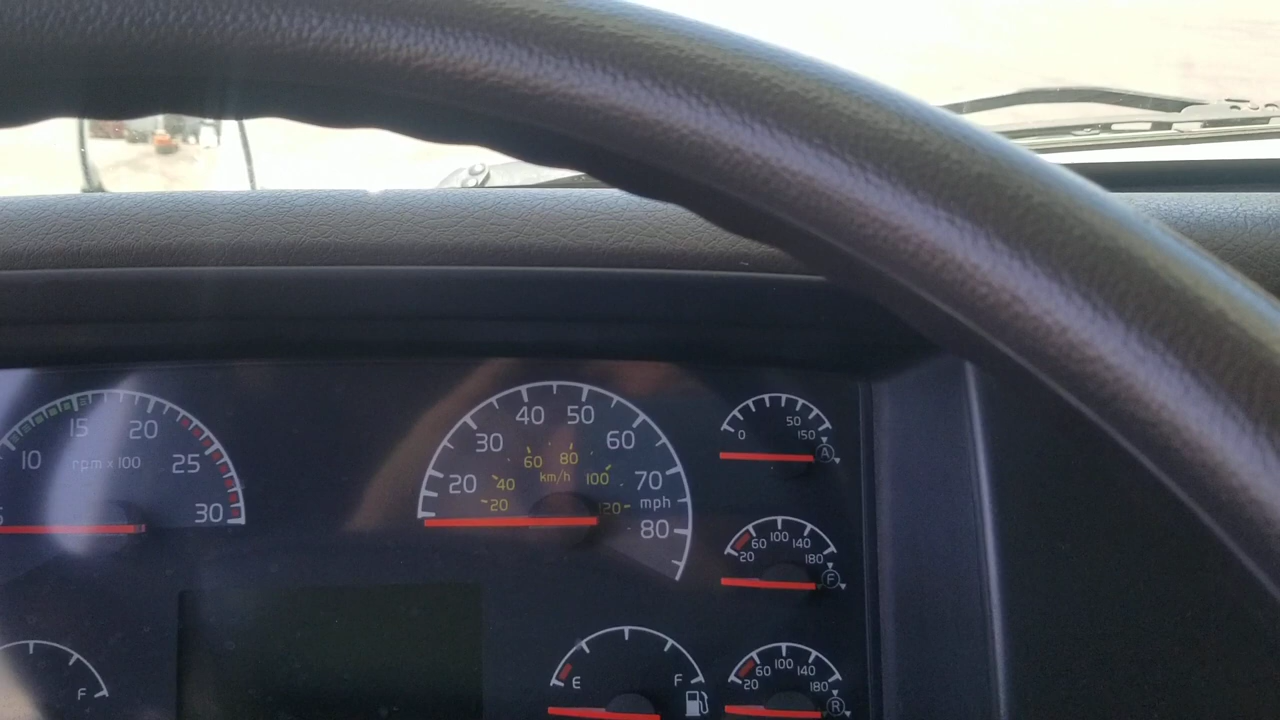 5 10 15 20 25 30
rpm x 100
20 30 40 50 60 70 80
mph
20 40 60 80 100 120
km/h
0 50 150
A
20 60 100 140 180
F
F
E F
20 60 100 140 180
R